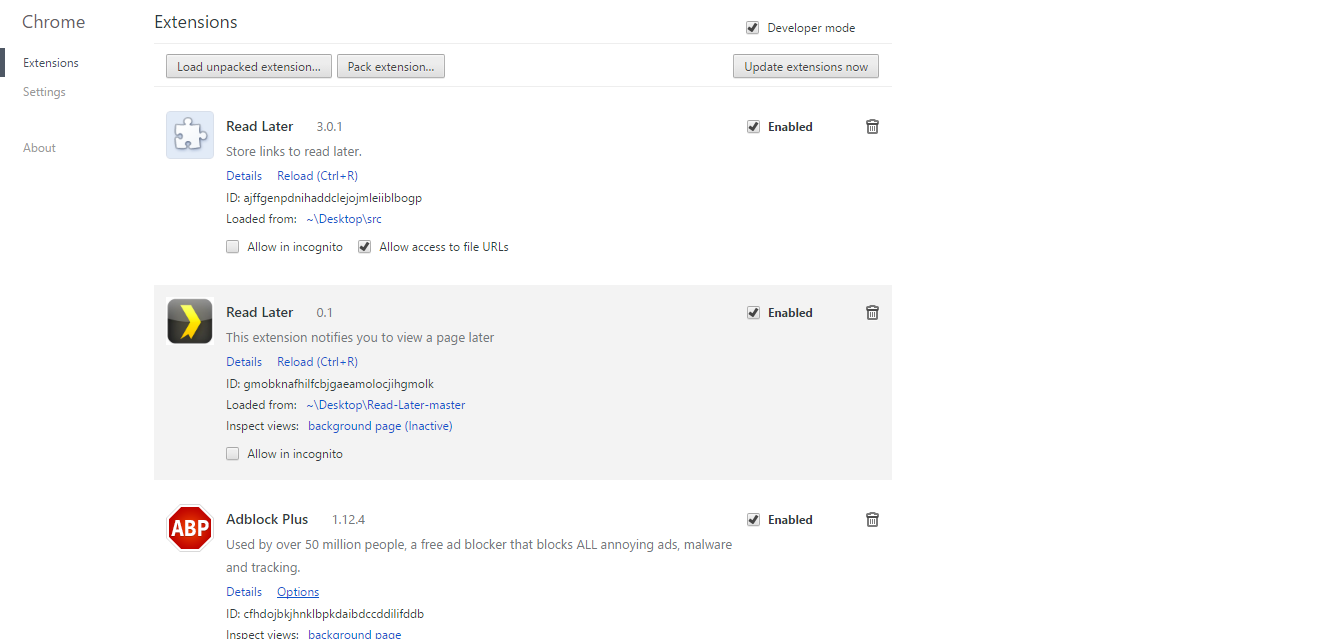 Chrome
Extensions
Settings
About
Extensions
Developer mode
Load unpacked extension... Pack extension... Update extensions now
Read Later 3.0.1 Enabled
Store links to read later.
Details Reload (Ctrl+R)
ID: ajffgenpdnihaddclejojmleiiblbogp
Loaded from: ~\Desktop\src
Allow in incognito Allow access to file URLs
Read Later 0.1 Enabled
This extension notifies you to view a page later
Details Reload (Ctrl+R)
ID: gmobknafhilfcbjgaeamolocjihgmolk
Loaded from: ~\Desktop\Read-Later-master
Inspect views: background page (Inactive)
Allow in incognito
ABP
Adblock Plus 1.12.4 Enabled
Used by over 50 million people, a free ad blocker that blocks ALL annoying ads, malware
and tracking.
Details Options
ID: cfhdojbkjhnklbpkdaibdccddilifddb
Inspect views: background page